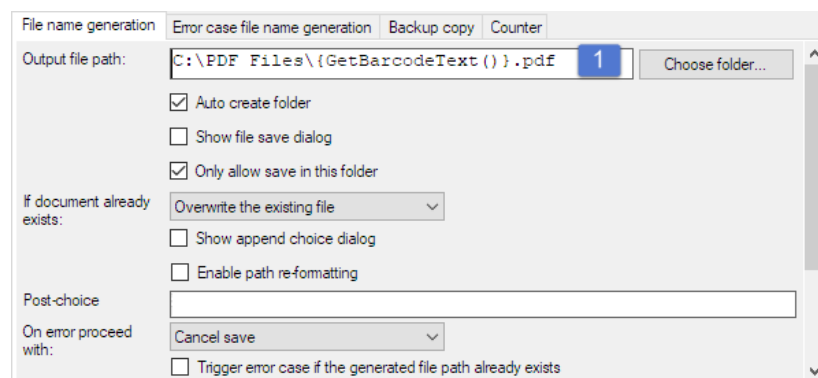 File name generation Error case file name generation Backup copy Counter
Output file path: C:\PDF Files\{GetBarcodeText()}.pdf 1 Choose folder...
Auto create folder
Show file save dialog
Only allow save in this folder
If document already exists: Overwrite the existing file
Show append choice dialog
Enable path re-formatting
Post-choice
On error proceed with: Cancel save
Trigger error case if the generated file path already exists